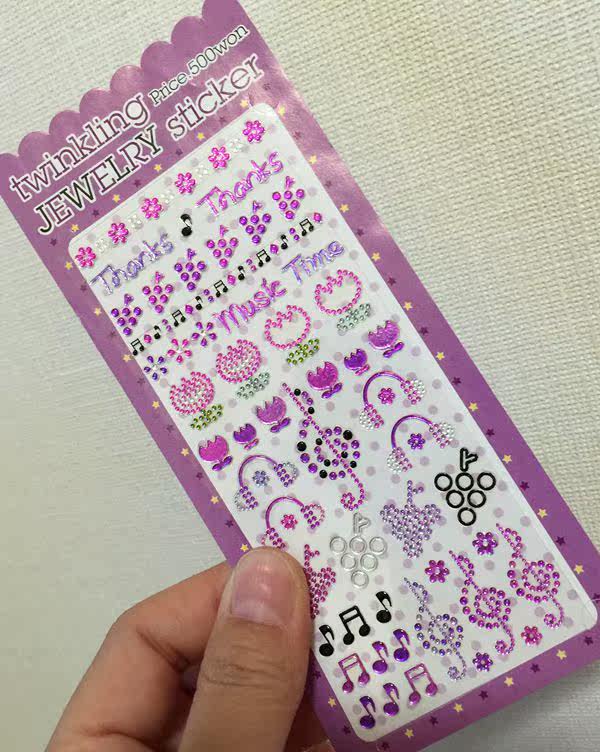 twinkling Price.500won
JEWELRY sticker
Thanks
Thanks
Music Time